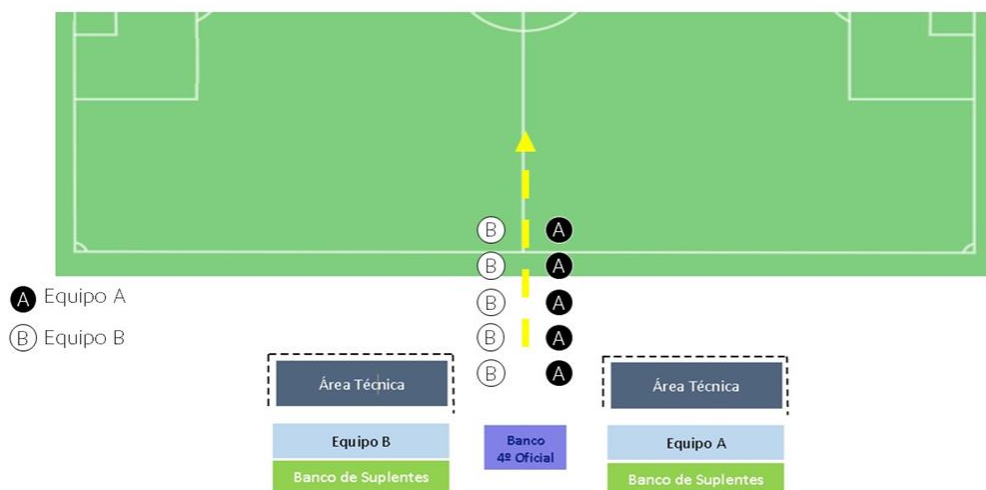 B A
B A
A Equipo A
B A
B Equipo B
B A
B A
Área Técnica
Área Técnica
Equipo B
Banco
4º Oficial
Equipo A
Banco de Suplentes
Banco de Suplentes